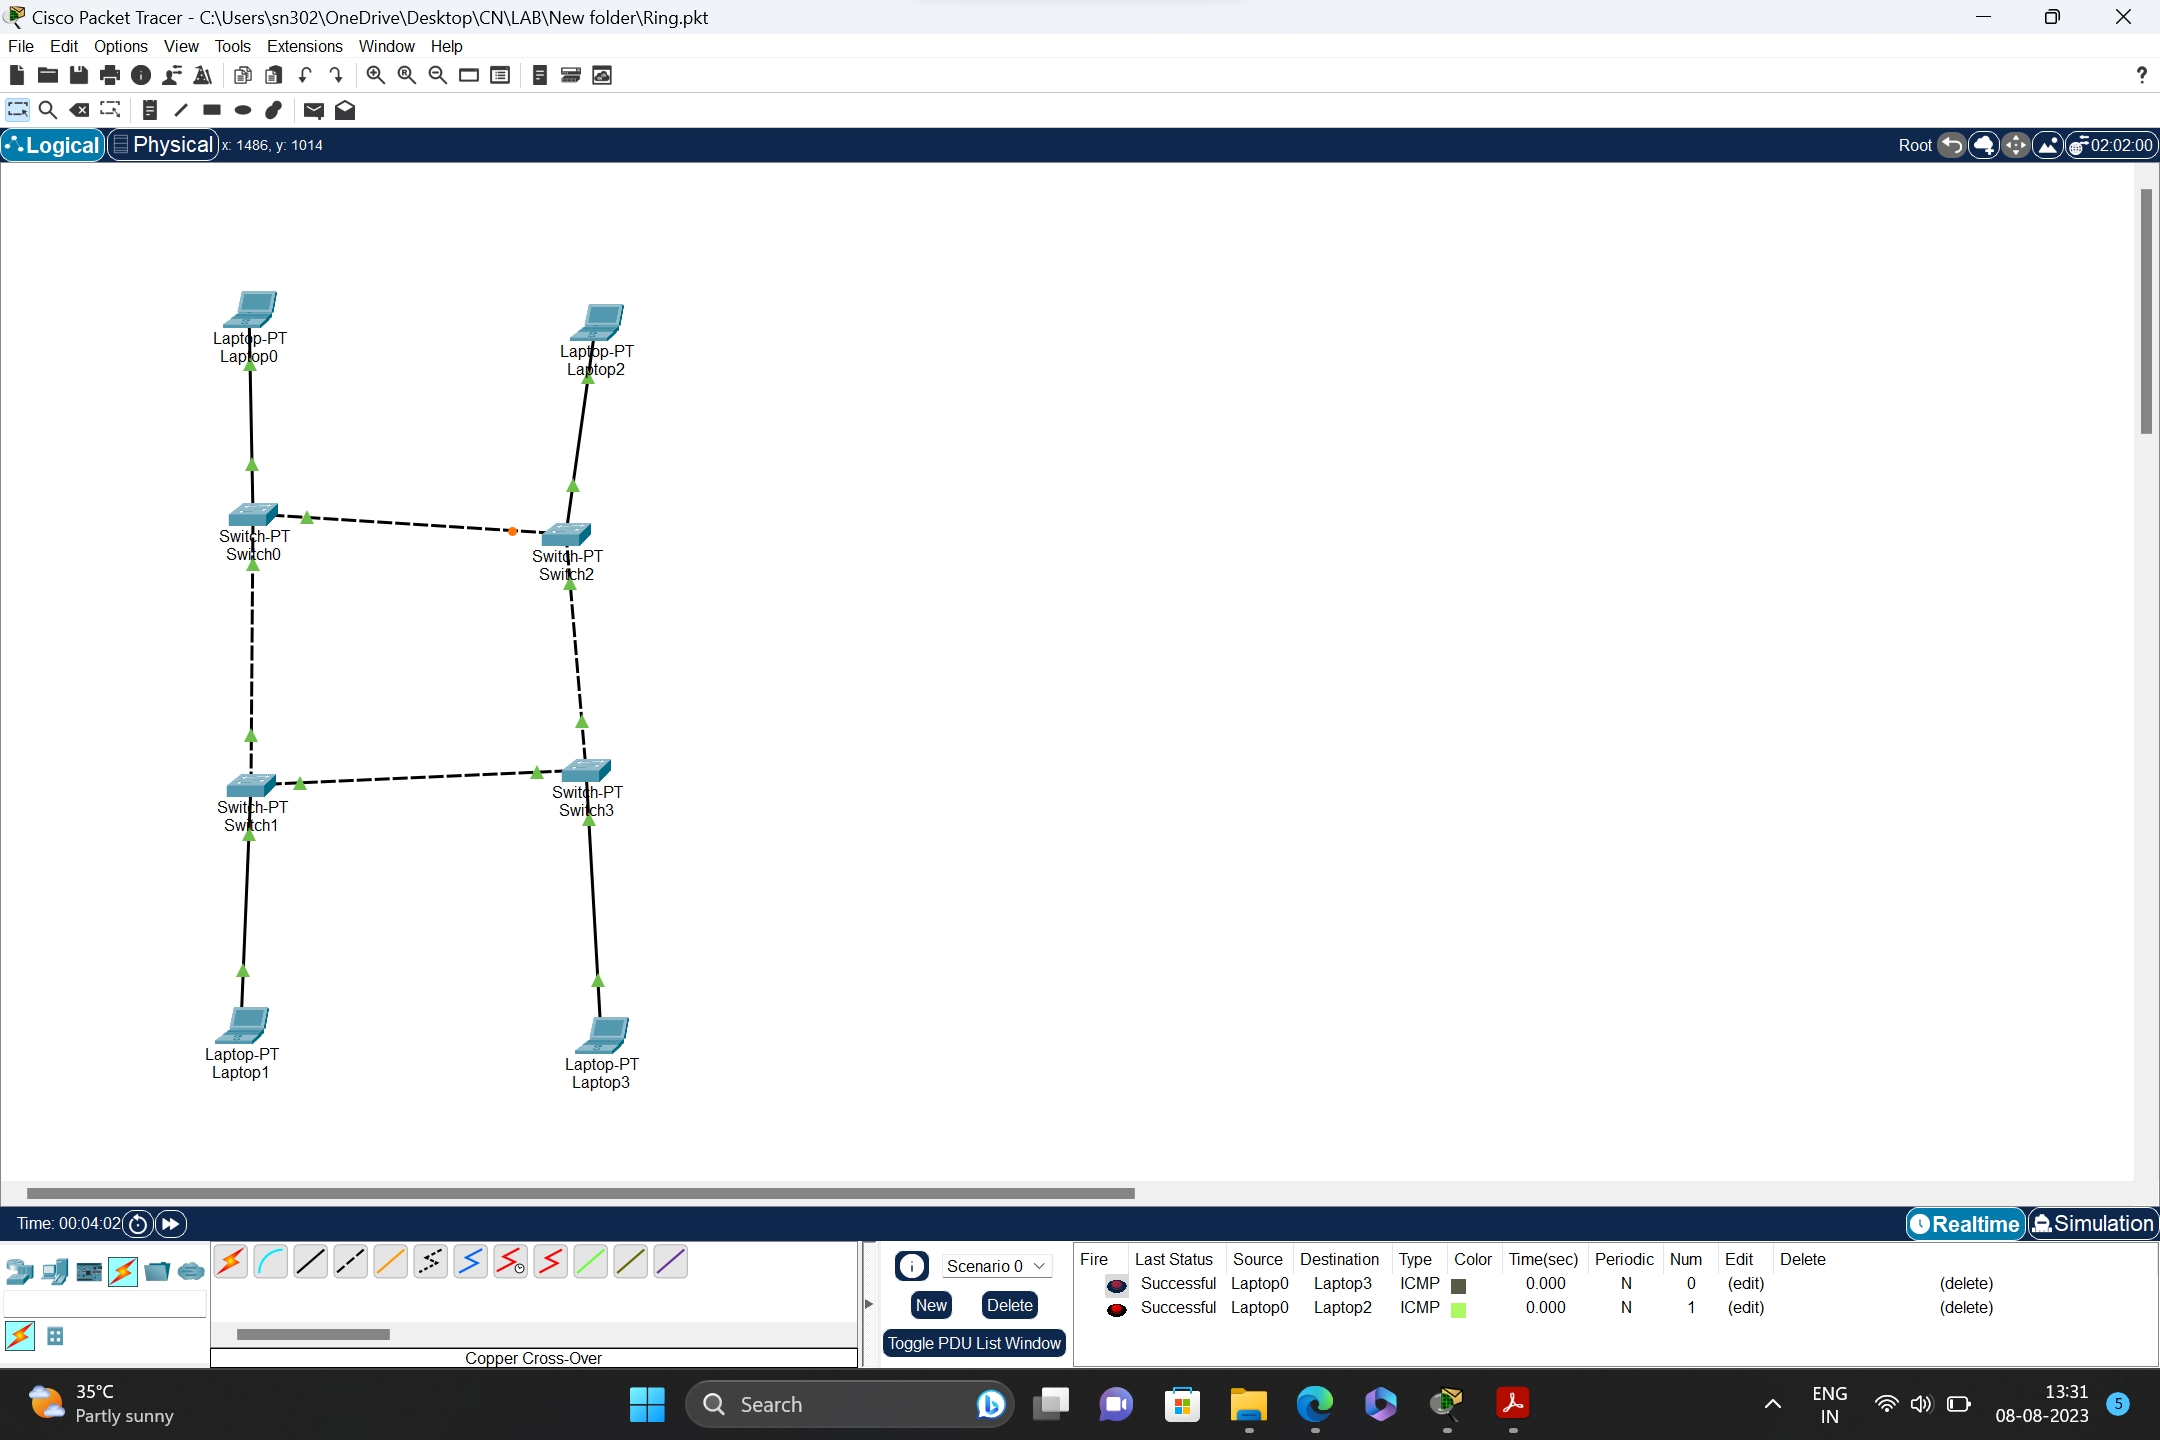 Cisco Packet Tracer - C:\Users\sn302\OneDrive\Desktop\CN\LAB\New folder\Ring.pkt
File Edit Options View Tools Extensions Window Help
?
Logical Physical x: 1486, y: 1014 Root 02:02:00
Laptop-PT
Laptop0
Laptop-PT
Laptop2
Switch-PT
Switch0
Switch-PT
Switch2
Switch-PT
Switch1
Switch-PT
Switch3
Laptop-PT
Laptop1
Laptop-PT
Laptop3
Time: 00:04:02 Realtime Simulation
Scenario 0
New Delete
Toggle PDU List Window
Fire Last Status Source Destination Type Color Time(sec) Periodic Num Edit Delete
Successful Laptop0 Laptop3 ICMP 0.000 N 0 (edit) (delete)
Successful Laptop0 Laptop2 ICMP 0.000 N 1 (edit) (delete)
Copper Cross-Over
35°C
Partly sunny
Search
ENG
IN
13:31
08-08-2023
5